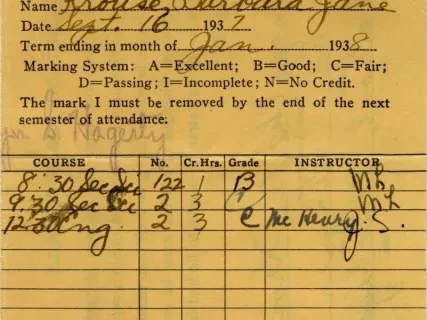 Name Krouse, Barbara Jane
Date Sept. 16 1937
Term ending in month of Jan. 1938
Marking System: A=Excellent; B=Good; C=Fair;
D=Passing; I=Incomplete; N=No Credit.
The mark I must be removed by the end of the next
semester of attendance:
COURSE No. Cr.Hrs. Grade INSTRUCTOR
8:30 Sec Sci 122 1 B
9:30 Sec Sci 2 3
12:30 Eng. 2 3 C McHenry J.S.